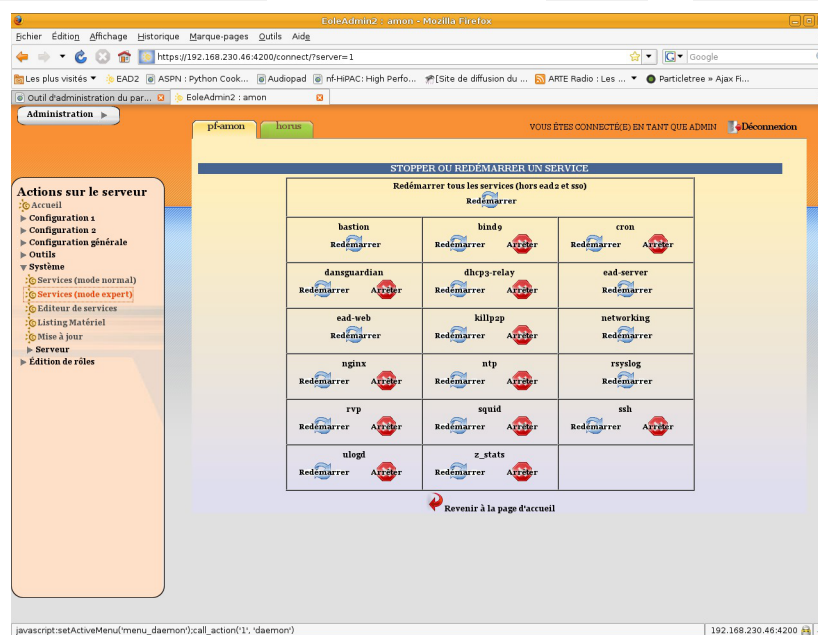 EoleAdmin2 : amon - Mozilla Firefox
Fichier Édition Affichage Historique Marque-pages Outils Aide
https://192.168.230.46:4200/connect/?server=1
Google
Les plus visités EAD2 ASPN : Python Cook... Audiopad nf-HiPAC: High Perfo... [Site de diffusion du ... ARTE Radio : Les ... Particletree » Ajax Fi...
Outil d'administration du par... EoleAdmin2 : amon
Administration
pf-amon horus VOUS ÊTES CONNECTÉ(E) EN TANT QUE ADMIN Déconnexion
STOPPER OU REDÉMARRER UN SERVICE
Actions sur le serveur
Accueil
Configuration 1
Configuration 2
Configuration générale
Outils
Système
Services (mode normal)
Services (mode expert)
Editeur de services
Listing Matériel
Mise à jour
Serveur
Édition de rôles
Redémarrer tous les services (hors ead2 et sso)
Redémarrer
bastion bind9 cron
Redémarrer Redémarrer Arrêter Redémarrer Arrêter
dansguardian dhcp3-relay ead-server
Redémarrer Arrêter Redémarrer Arrêter Redémarrer
ead-web killp2p networking
Redémarrer Redémarrer Arrêter Redémarrer
nginx ntp rsyslog
Redémarrer Arrêter Redémarrer Arrêter Redémarrer
rvp squid ssh
Redémarrer Arrêter Redémarrer Arrêter Redémarrer Arrêter
ulogd z_stats
Redémarrer Arrêter Redémarrer Arrêter
Revenir à la page d'accueil
javascript:setActiveMenu('menu_daemon');call_action('1', 'daemon') 192.168.230.46:4200